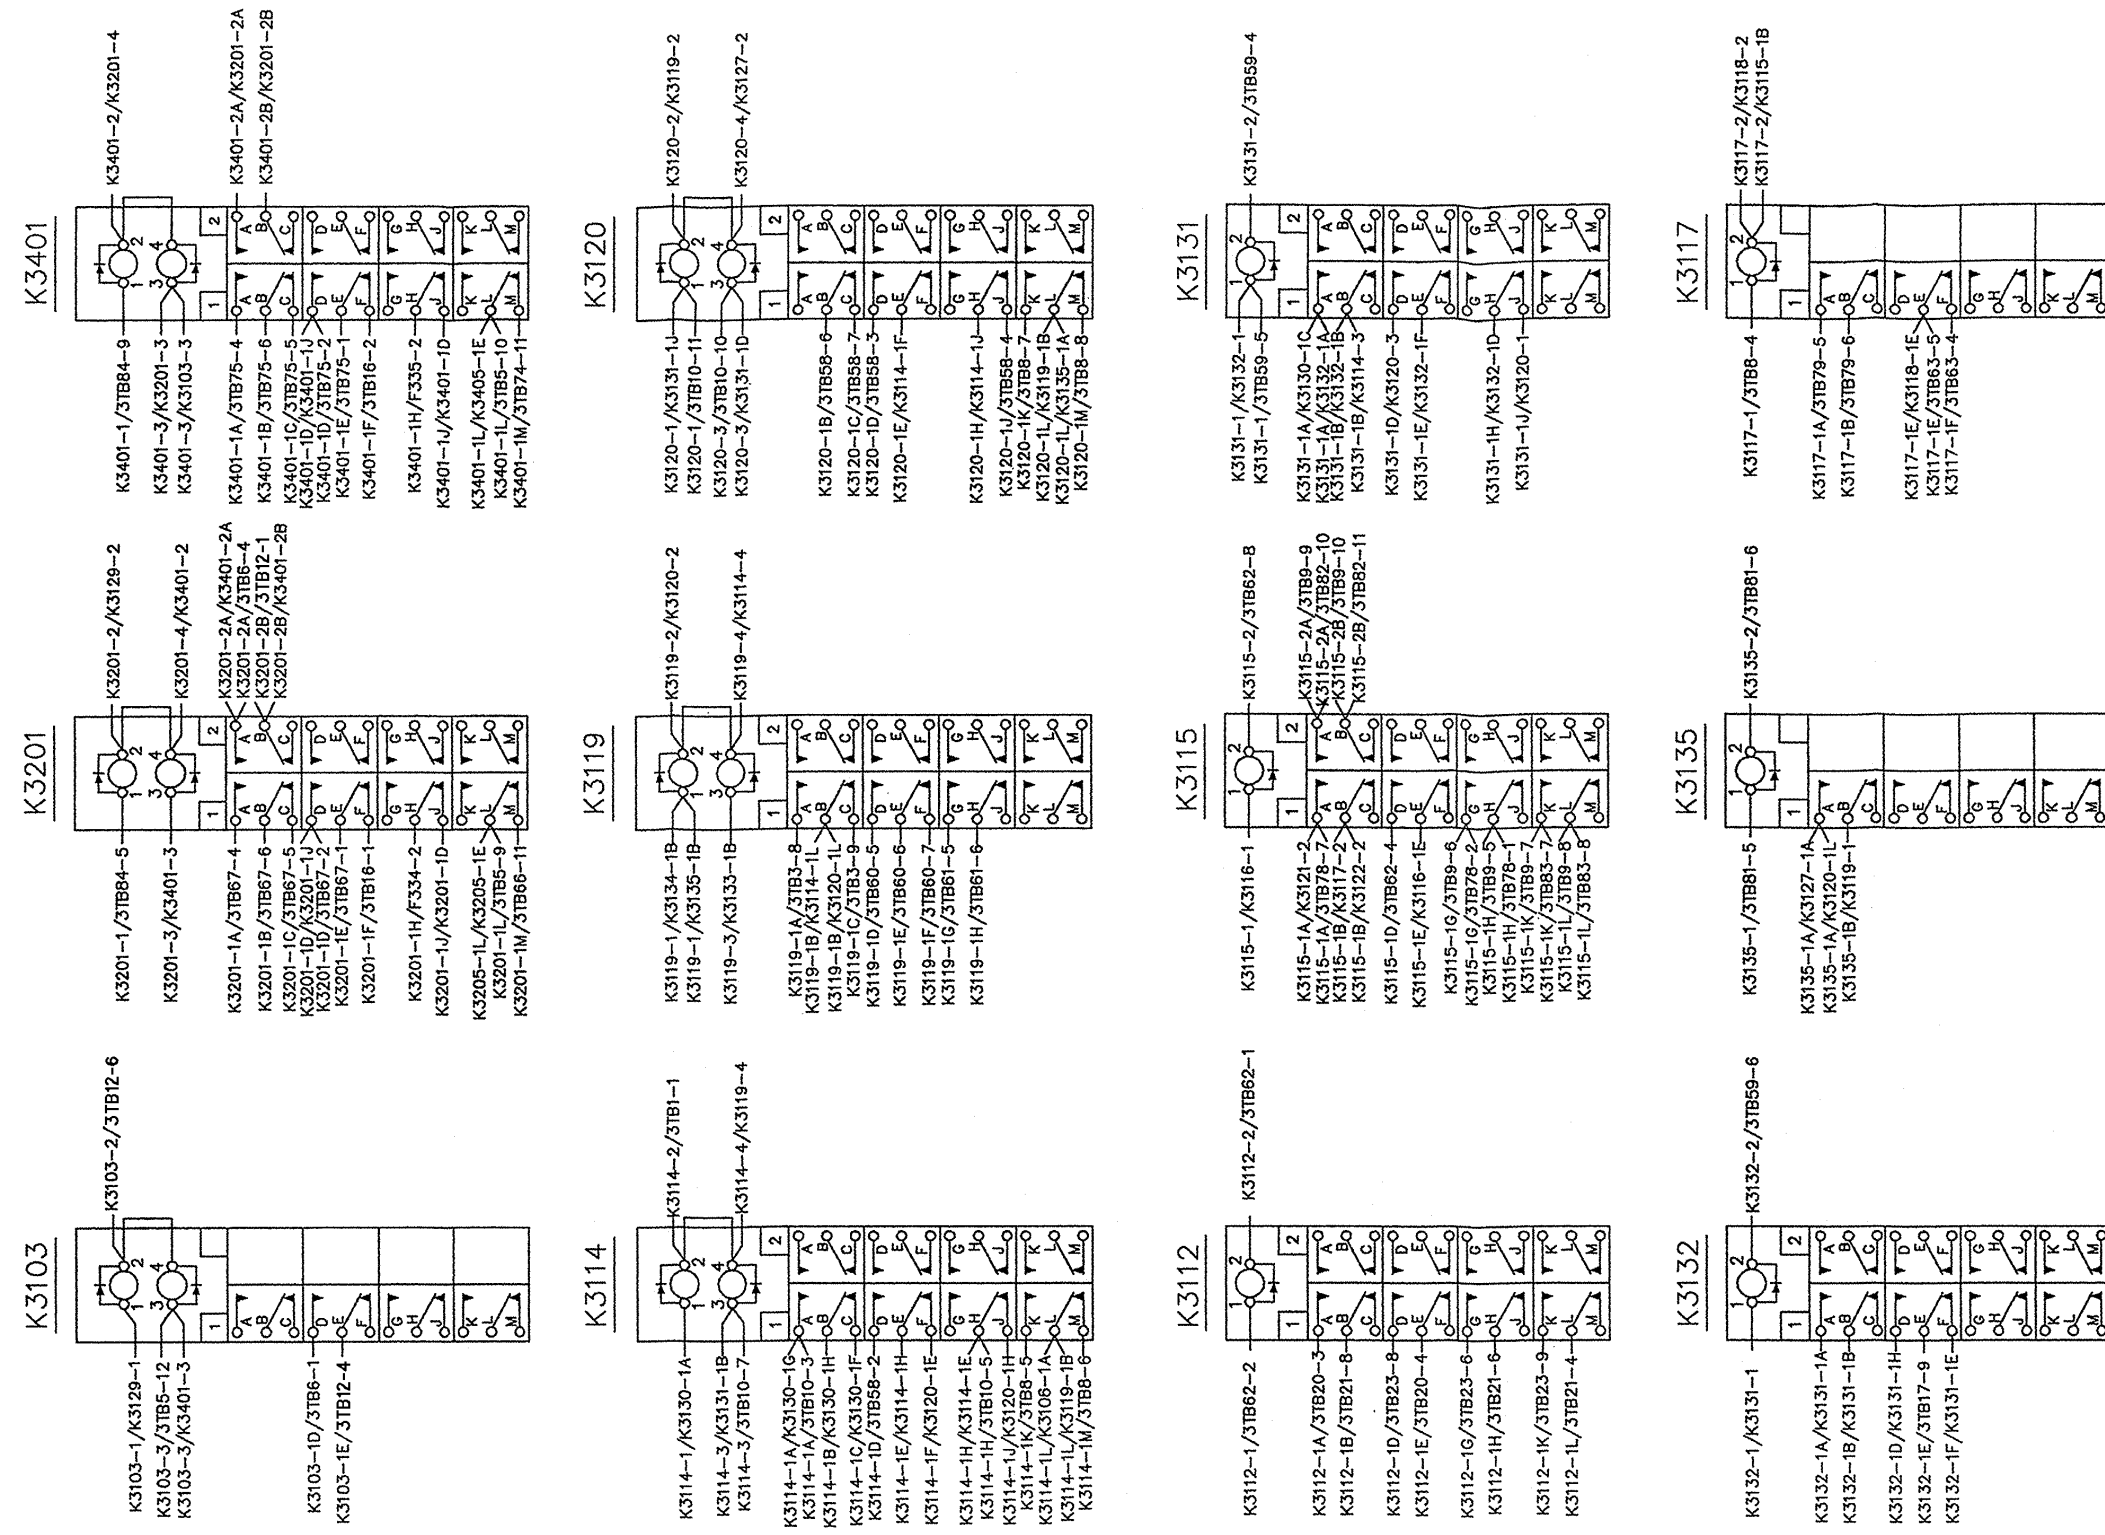 K3103
K3103-2/3TB12-6
2
4
1
3
1
A
B
C
D
E
F
G
H
J
K
L
M
K3103-1/K3129-1
K3103-3/3TB5-12
K3103-3/K3401-3
K3103-1D/3TB6-1
K3103-1E/3TB12-4
K3201
K3201-2/K3129-2
K3201-4/K3401-2
K3201-2A/K3401-2A
K3201-2A/3TB6-4
K3201-2B/3TB12-1
K3201-2B/K3401-2B
K3201-1/3TB84-5
K3201-3/K3401-3
K3201-1A/3TB67-4
K3201-1B/3TB67-6
K3201-1C/3TB67-5
K3201-1D/K3201-1J
K3201-1D/3TB67-2
K3201-1E/3TB67-1
K3201-1F/3TB16-1
K3201-1H/F334-2
K3201-1J/K3201-1D
K3205-1L/K3205-1E
K3201-1L/3TB5-9
K3201-1M/3TB66-11
K3401
K3401-2/K3201-4
K3401-2A/K3201-2A
K3401-2B/K3201-2B
K3401-1/3TB84-9
K3401-3/K3201-3
K3401-3/K3103-3
K3401-1A/3TB75-4
K3401-1B/3TB75-6
K3401-1C/3TB75-5
K3401-1D/K3401-1J
K3401-1D/3TB75-2
K3401-1E/3TB75-1
K3401-1F/3TB16-2
K3401-1H/F335-2
K3401-1J/K3401-1D
K3401-1L/K3405-1E
K3401-1L/3TB5-10
K3401-1M/3TB74-11
K3114
K3114-2/3TB1-1
K3114-4/K3119-4
K3114-1/K3130-1A
K3114-3/K3131-1B
K3114-3/3TB10-7
K3114-1A/K3130-1G
K3114-1A/3TB10-3
K3114-1B/K3130-1H
K3114-1C/K3130-1F
K3114-1D/3TB58-2
K3114-1E/K3114-1H
K3114-1F/K3120-1E
K3114-1H/K3114-1E
K3114-1H/3TB10-5
K3114-1J/K3120-1H
K3114-1K/3TB8-5
K3114-1L/K3106-1A
K3114-1L/K3119-1B
K3114-1M/3TB8-6
K3119
K3119-2/K3120-2
K3119-4/K3114-4
K3119-1/K3134-1B
K3119-1/K3135-1B
K3119-3/K3133-1B
K3119-1A/3TB3-8
K3119-1B/K3114-1L
K3119-1B/K3120-1L
K3119-1C/3TB3-9
K3119-1D/3TB60-5
K3119-1E/3TB60-6
K3119-1F/3TB60-7
K3119-1G/3TB61-5
K3119-1H/3TB61-6
K3120
K3120-2/K3119-2
K3120-4/K3127-2
K3120-1/K3131-1J
K3120-1/3TB10-11
K3120-3/3TB10-10
K3120-3/K3131-1D
K3120-1B/3TB58-6
K3120-1C/3TB58-7
K3120-1D/3TB58-3
K3120-1E/K3114-1F
K3120-1H/K3114-1J
K3120-1J/3TB58-4
K3120-1K/3TB8-7
K3120-1L/K3119-1B
K3120-1L/K3135-1A
K3120-1M/3TB8-8
K3112
K3112-2/3TB62-1
K3112-1/3TB62-2
K3112-1A/3TB20-3
K3112-1B/3TB21-8
K3112-1D/3TB23-8
K3112-1E/3TB20-4
K3112-1G/3TB23-6
K3112-1H/3TB21-6
K3112-1K/3TB23-9
K3112-1L/3TB21-4
K3115
K3115-2/3TB62-8
K3115-2A/3TB9-9
K3115-2A/3TB82-10
K3115-2B/3TB9-10
K3115-2B/3TB82-11
K3115-1/K3116-1
K3115-1A/K3121-2
K3115-1A/3TB78-7
K3115-1B/K3117-2
K3115-1B/K3122-2
K3115-1D/3TB62-4
K3115-1E/K3116-1E
K3115-1G/3TB9-6
K3115-1G/3TB78-2
K3115-1H/3TB9-5
K3115-1H/3TB78-1
K3115-1K/3TB9-7
K3115-1K/3TB83-7
K3115-1L/3TB9-8
K3115-1L/3TB83-8
K3131
K3131-2/3TB59-4
K3131-1/K3132-1
K3131-1/3TB59-5
K3131-1A/K3130-1C
K3131-1A/K3132-1A
K3131-1B/K3132-1B
K3131-1B/K3114-3
K3131-1D/K3120-3
K3131-1E/K3132-1F
K3131-1H/K3132-1D
K3131-1J/K3120-1
K3132
K3132-2/3TB59-6
K3132-1/K3131-1
K3132-1A/K3131-1A
K3132-1B/K3131-1B
K3132-1D/K3131-1H
K3132-1E/3TB17-9
K3132-1F/K3131-1E
K3135
K3135-2/3TB81-6
K3135-1/3TB81-5
K3135-1A/K3127-1A
K3135-1A/K3120-1L
K3135-1B/K3119-1
K3117
K3117-2/K3118-2
K3117-2/K3115-1B
K3117-1/3TB8-4
K3117-1A/3TB79-5
K3117-1B/3TB79-6
K3117-1E/K3118-1E
K3117-1E/3TB63-5
K3117-1F/3TB63-4